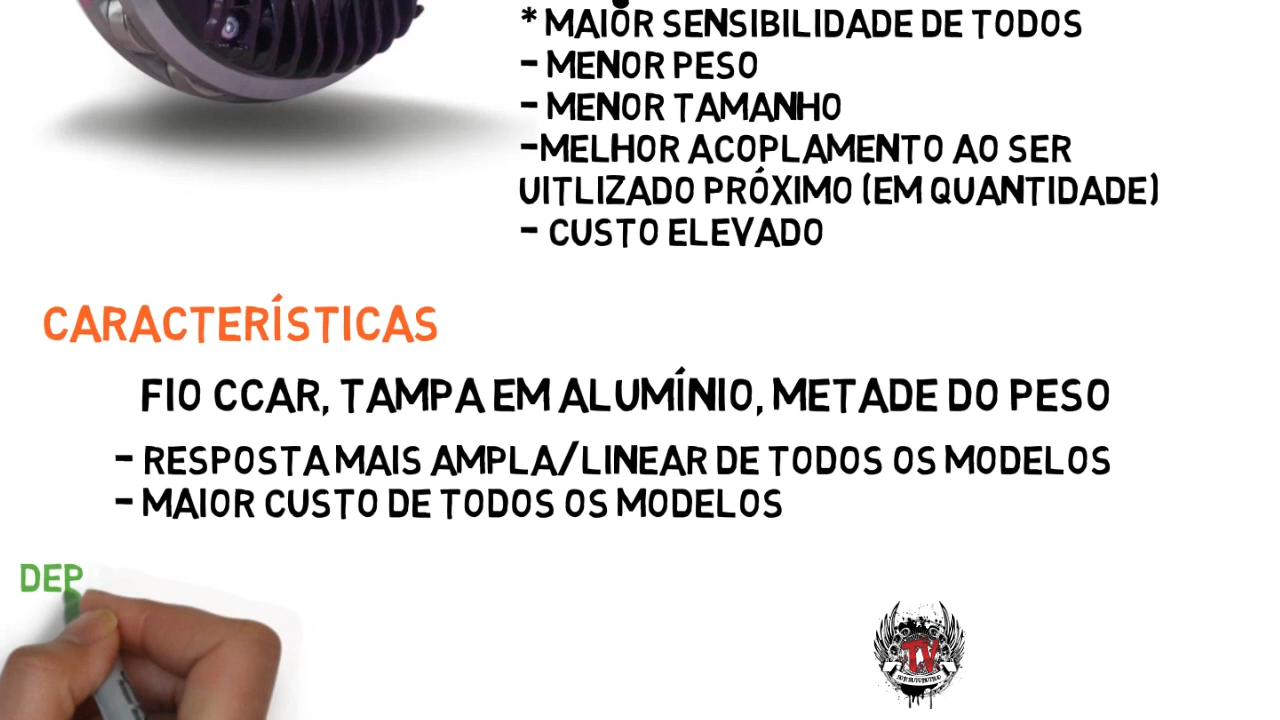 * MAIOR SENSIBILIDADE DE TODOS
- MENOR PESO
- MENOR TAMANHO
-MELHOR ACOPLAMENTO AO SER
UITLIZADO PRÓXIMO (EM QUANTIDADE)
- CUSTO ELEVADO
CARACTERÍSTICAS
FIO CCAR, TAMPA EM ALUMÍNIO, METADE DO PESO
- RESPOSTA MAIS AMPLA/LINEAR DE TODOS OS MODELOS
- MAIOR CUSTO DE TODOS OS MODELOS
DEP
TV
SOM AUTOMOTIVO